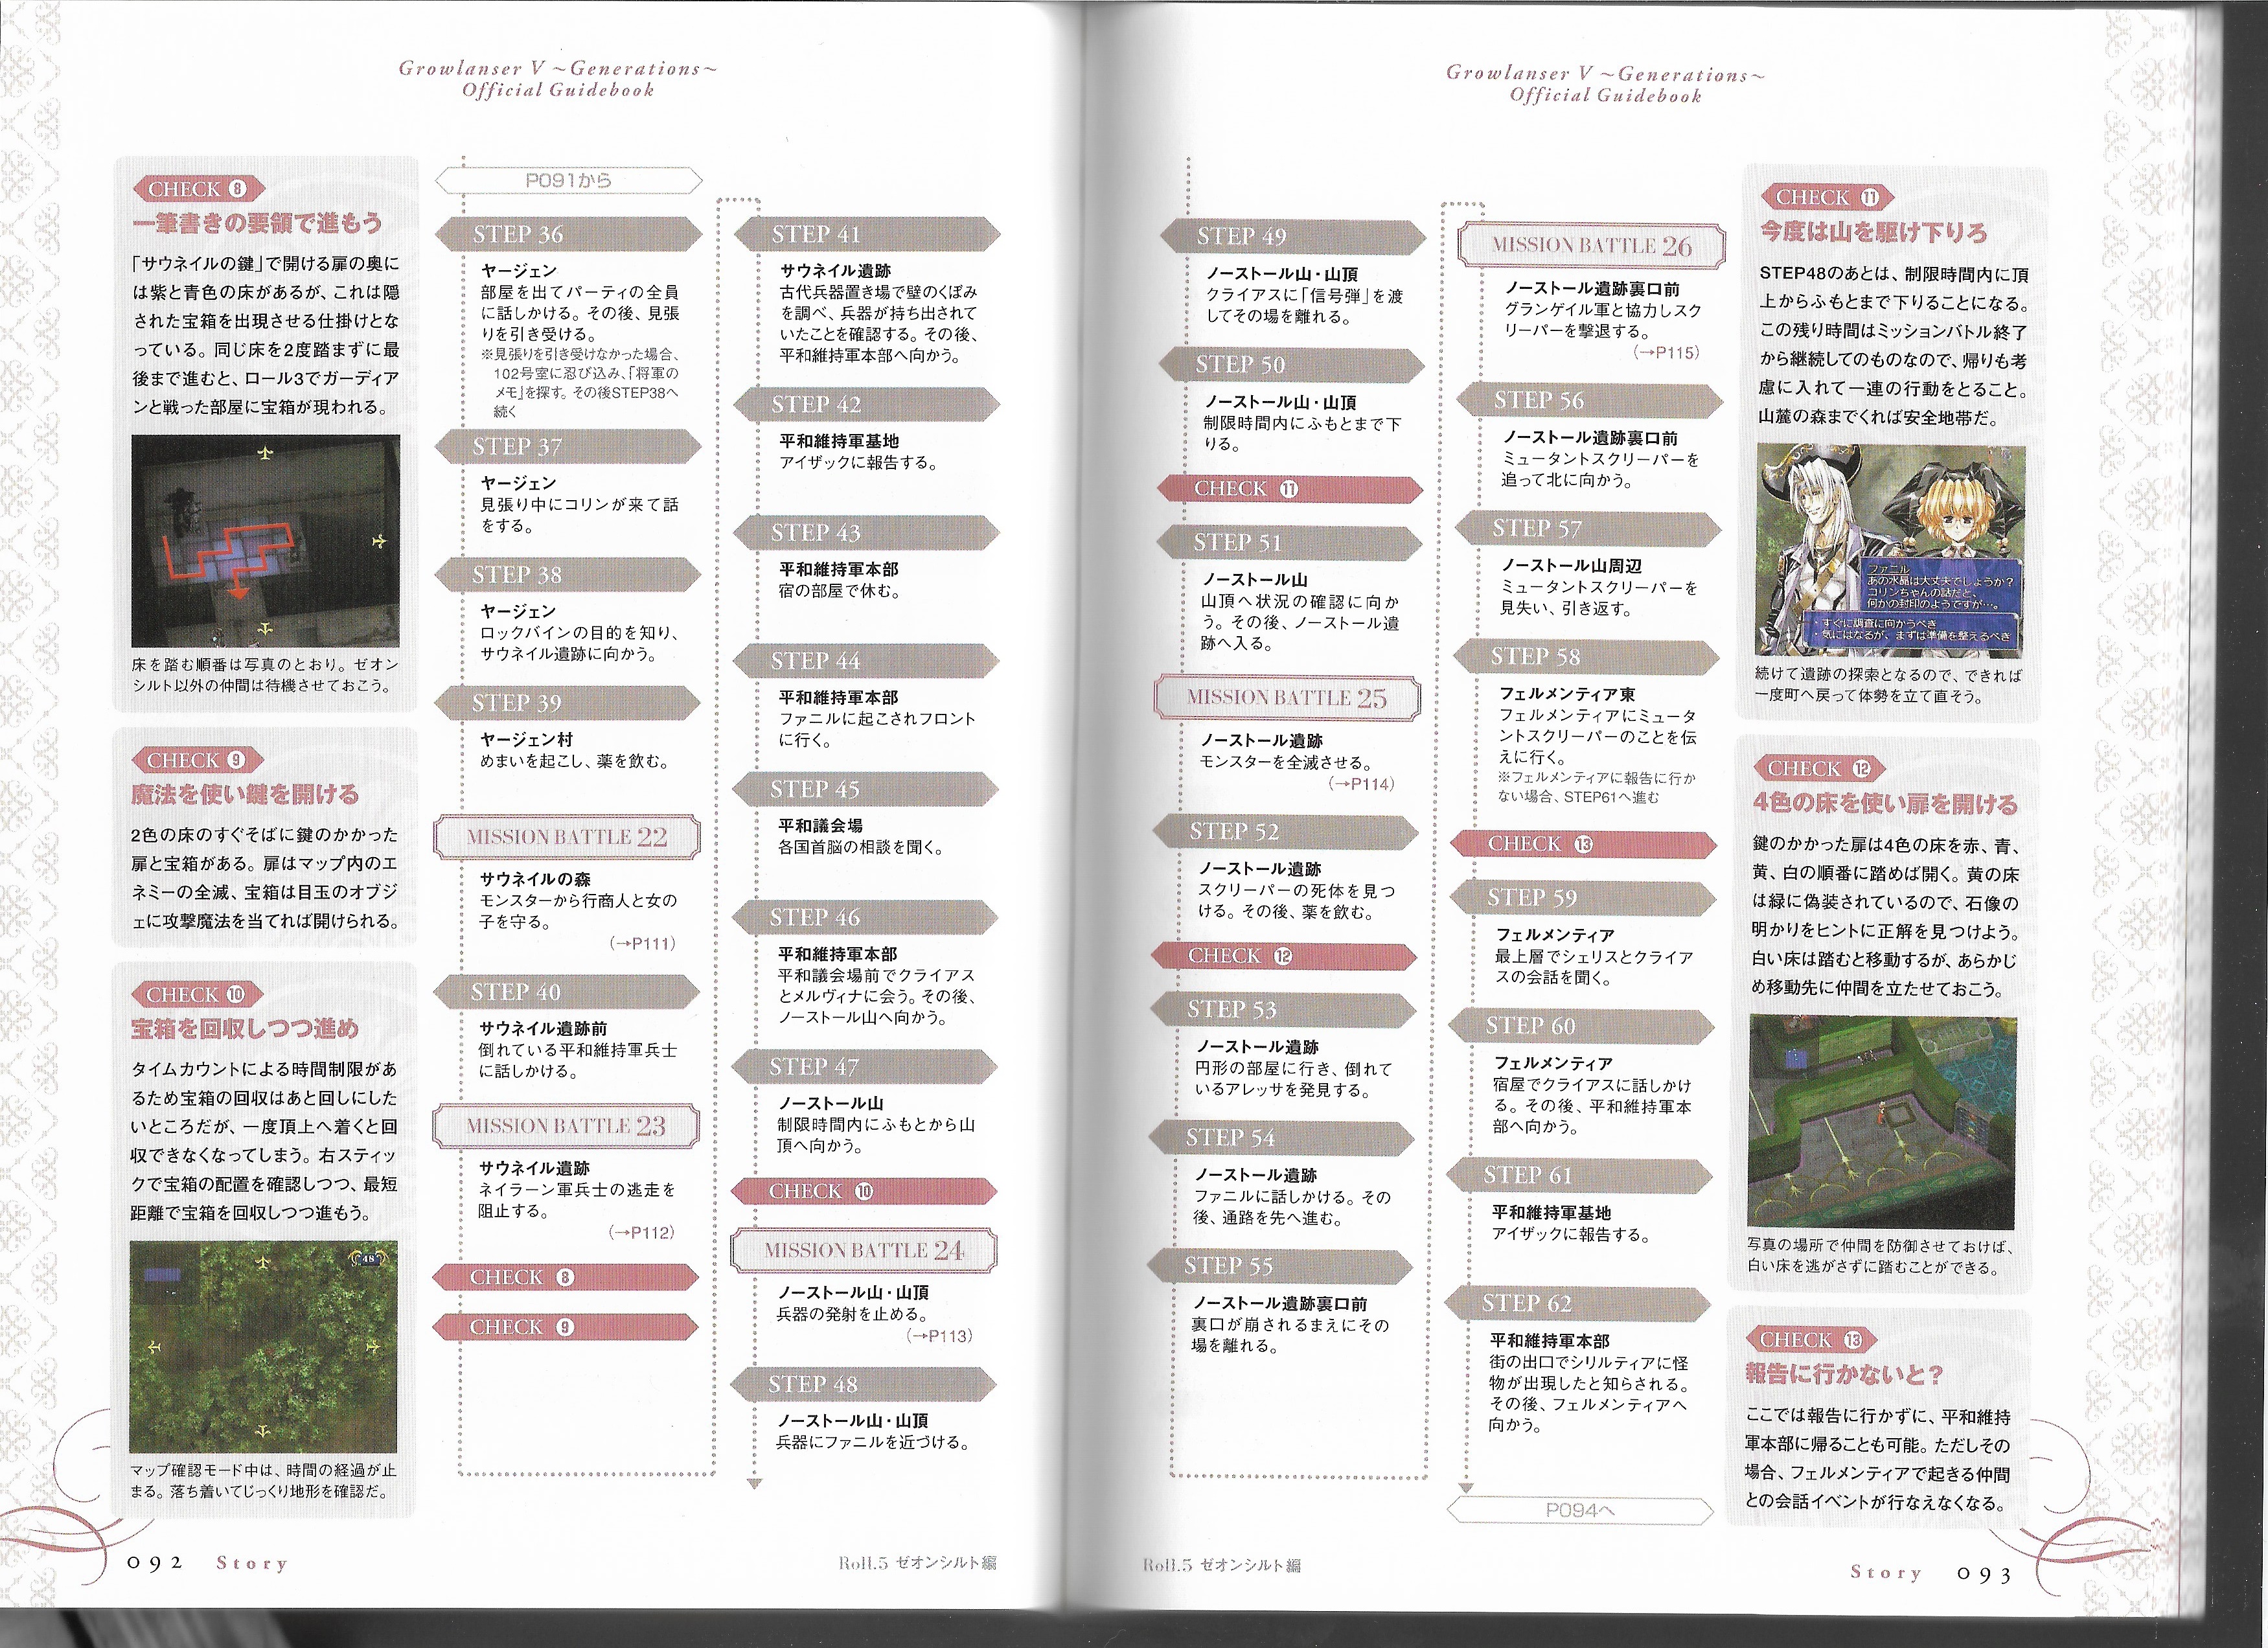 Growlanser V ~Generations~
Official Guidebook
CHECK 8
一筆書きの要領で進もう
「サウネイルの鍵」で開ける扉の奥に
は紫と青色の床があるが、これは隠
された宝箱を出現させる仕掛けとな
っている。同じ床を2度踏まずに最
後まで進むと、ロール3でガーディア
ンと戦った部屋に宝箱が現われる。
床を踏む順番は写真のとおり。ゼオン
シルト以外の仲間は待機させておこう。
CHECK 9
魔法を使い鍵を開ける
2色の床のすぐそばに鍵のかかった
扉と宝箱がある。扉はマップ内のエ
ネミーの全滅、宝箱は目玉のオブジ
ェに攻撃魔法を当てれば開けられる。
CHECK 10
宝箱を回収しつつ進め
タイムカウントによる時間制限があ
るため宝箱の回収はあと回しにした
いところだが、一度頂上へ着くと回
収できなくなってしまう。右スティッ
クで宝箱の配置を確認しつつ、最短
距離で宝箱を回収しつつ進もう。
48
マップ確認モード中は、時間の経過が止
まる。落ち着いてじっくり地形を確認だ。
P091から
STEP 36
ヤージェン
部屋を出てパーティの全員
に話しかける。その後、見張
りを引き受ける。
※見張りを引き受けなかった場合、
102号室に忍び込み、「将軍の
メモ」を探す。その後STEP38へ
続く
STEP 37
ヤージェン
見張り中にコリンが来て話
をする。
STEP 38
ヤージェン
ロックバインの目的を知り、
サウネイル遺跡に向かう。
STEP 39
ヤージェン村
めまいを起こし、薬を飲む。
MISSION BATTLE 22
サウネイルの森
モンスターから行商人と女の
子を守る。
(→P111)
STEP 40
サウネイル遺跡前
倒れている平和維持軍兵士
に話しかける。
MISSION BATTLE 23
サウネイル遺跡
ネイラーン軍兵士の逃走を
阻止する。
(→P112)
CHECK 8
CHECK 9
STEP 41
サウネイル遺跡
古代兵器置き場で壁のくぼみ
を調べ、兵器が持ち出されて
いたことを確認する。その後、
平和維持軍本部へ向かう。
STEP 42
平和維持軍基地
アイザックに報告する。
STEP 43
平和維持軍本部
宿の部屋で休む。
STEP 44
平和維持軍本部
ファニルに起こされフロント
に行く。
STEP 45
平和議会場
各国首脳の相談を聞く。
STEP 46
平和維持軍本部
平和議会場前でクライアス
とメルヴィナに会う。その後、
ノーストール山へ向かう。
STEP 47
ノーストール山
制限時間内にふもとから山
頂へ向かう。
CHECK 10
MISSION BATTLE 24
ノーストール山・山頂
兵器の発射を止める。
(→P113)
STEP 48
ノーストール山・山頂
兵器にファニルを近づける。
092 Story
Roll.5 ゼオンシルト編
Growlanser V ~Generations~
Official Guidebook
STEP 49
ノーストール山・山頂
クライアスに「信号弾」を渡
してその場を離れる。
STEP 50
ノーストール山・山頂
制限時間内にふもとまで下
りる。
CHECK 11
STEP 51
ノーストール山
山頂へ状況の確認に向か
う。その後、ノーストール遺
跡へ入る。
MISSION BATTLE 25
ノーストール遺跡
モンスターを全滅させる。
(→P114)
STEP 52
ノーストール遺跡
スクリーパーの死体を見つ
ける。その後、薬を飲む。
CHECK 12
STEP 53
ノーストール遺跡
円形の部屋に行き、倒れて
いるアレッサを発見する。
STEP 54
ノーストール遺跡
ファニルに話しかける。その
後、通路を先へ進む。
STEP 55
ノーストール遺跡裏口前
裏口が崩されるまえにその
場を離れる。
MISSION BATTLE 26
ノーストール遺跡裏口前
グランゲイル軍と協力しスク
リーパーを撃退する。
(→P115)
STEP 56
ノーストール遺跡裏口前
ミュータントスクリーパーを
追って北に向かう。
STEP 57
ノーストール山周辺
ミュータントスクリーパーを
見失い、引き返す。
STEP 58
フェルメンティア東
フェルメンティアにミュータ
ントスクリーパーのことを伝
えに行く。
※フェルメンティアに報告に行か
ない場合、STEP61へ進む
CHECK 13
STEP 59
フェルメンティア
最上層でシェリスとクライア
スの会話を聞く。
STEP 60
フェルメンティア
宿屋でクライアスに話しかけ
る。その後、平和維持軍本
部へ向かう。
STEP 61
平和維持軍基地
アイザックに報告する。
STEP 62
平和維持軍本部
街の出口でシリルティアに怪
物が出現したと知らされる。
その後、フェルメンティアへ
向かう。
P094へ
CHECK 11
今度は山を駆け下りろ
STEP48のあとは、制限時間内に頂
上からふもとまで下りることになる。
この残り時間はミッションバトル終了
から継続してのものなので、帰りも考
慮に入れて一連の行動をとること。
山麓の森までくれば安全地帯だ。
ファニル
あの水晶は大丈夫でしょうか?
コリンちゃんの話だと、
何かの封印のようですが…。
・すぐに調査に向かうべき
・気にはなるが、まずは準備を整えるべき
続けて遺跡の探索となるので、できれば
一度町へ戻って体勢を立て直そう。
CHECK 12
4色の床を使い扉を開ける
鍵のかかった扉は4色の床を赤、青、
黄、白の順番に踏めば開く。黄の床
は緑に偽装されているので、石像の
明かりをヒントに正解を見つけよう。
白い床は踏むと移動するが、あらかじ
め移動先に仲間を立たせておこう。
写真の場所で仲間を防御させておけば、
白い床を逃がさずに踏むことができる。
CHECK 13
報告に行かないと?
ここでは報告に行かずに、平和維持
軍本部に帰ることも可能。ただしその
場合、フェルメンティアで起きる仲間
との会話イベントが行なえなくなる。
Roll.5 ゼオンシルト編
Story 093